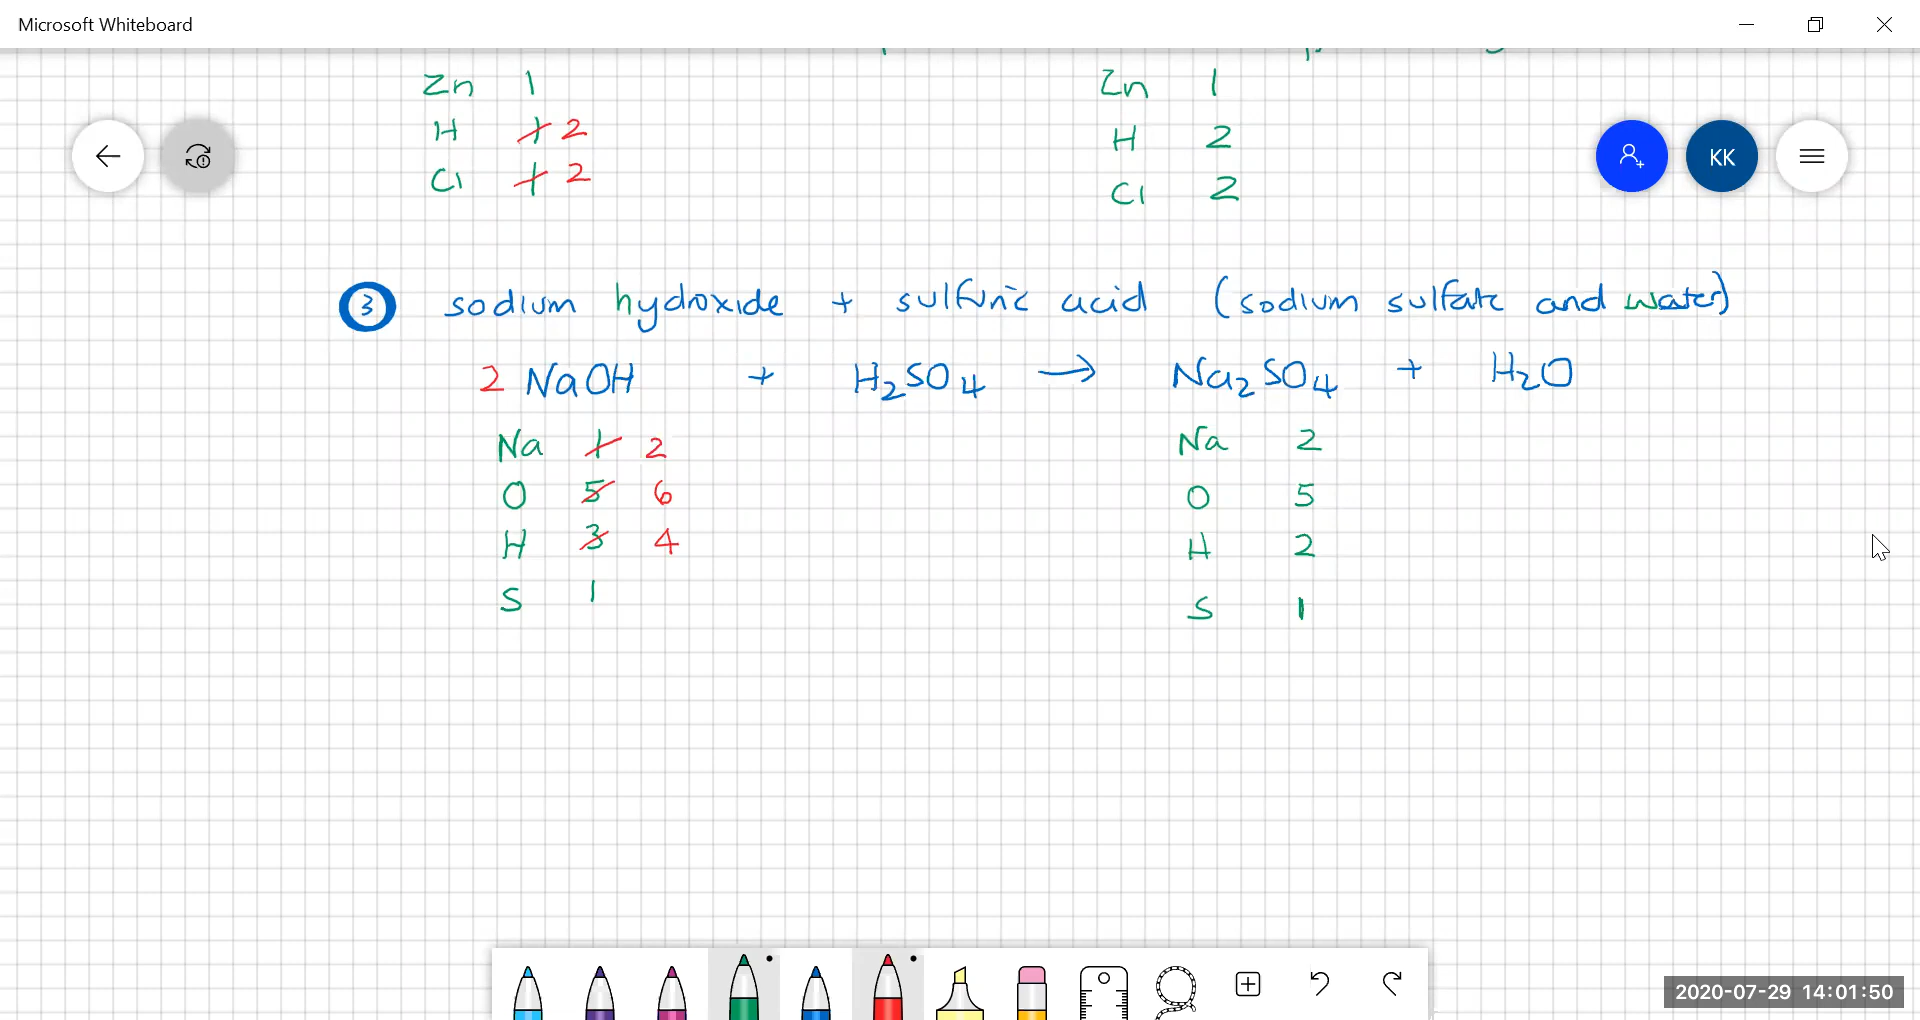 Microsoft Whiteboard
Zn 1 Zn 1
H 1 2 H 2
Cl 1 2 Cl 2
KK
3 sodium hydroxide + sulfuric acid (sodium sulfate and water)
2 NaOH + H₂SO₄ → Na₂SO₄ + H₂O
Na 1 2 Na 2
O 5 6 O 5
H 3 4 H 2
S 1 S 1
2020-07-29 14:01:50